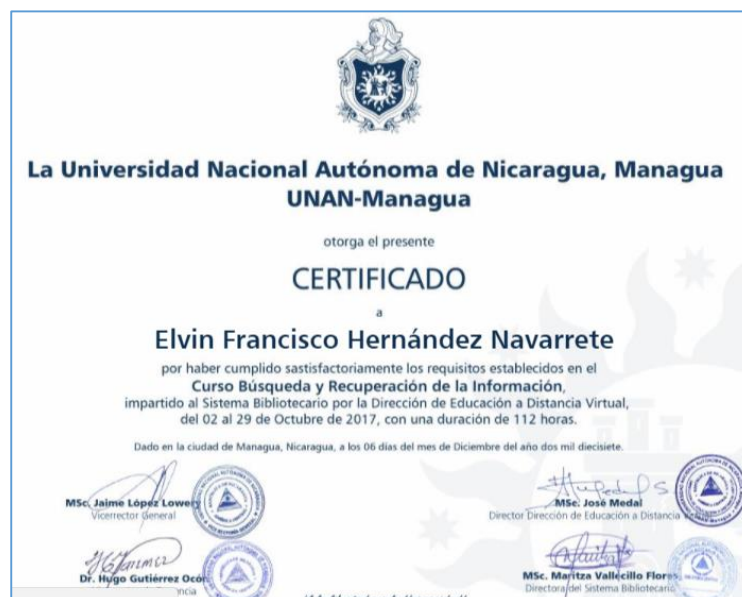 La Universidad Nacional Autónoma de Nicaragua, Managua
UNAN-Managua
otorga el presente
CERTIFICADO
a
Elvin Francisco Hernández Navarrete
por haber cumplido sastisfactoriamente los requisitos establecidos en el
Curso Búsqueda y Recuperación de la Información,
impartido al Sistema Bibliotecario por la Dirección de Educación a Distancia Virtual,
del 02 al 29 de Octubre de 2017, con una duración de 112 horas.
Dado en la ciudad de Managua, Nicaragua, a los 06 días del mes de Diciembre del año dos mil diecisiete.
MSc. Jaime López Lowery
Vicerrector General
MSc. José Medal
Director Dirección de Educación a Distancia
Dr. Hugo Gutiérrez Ocón
MSc. Maritza Vallecillo Flores
Directora del Sistema Bibliotecario